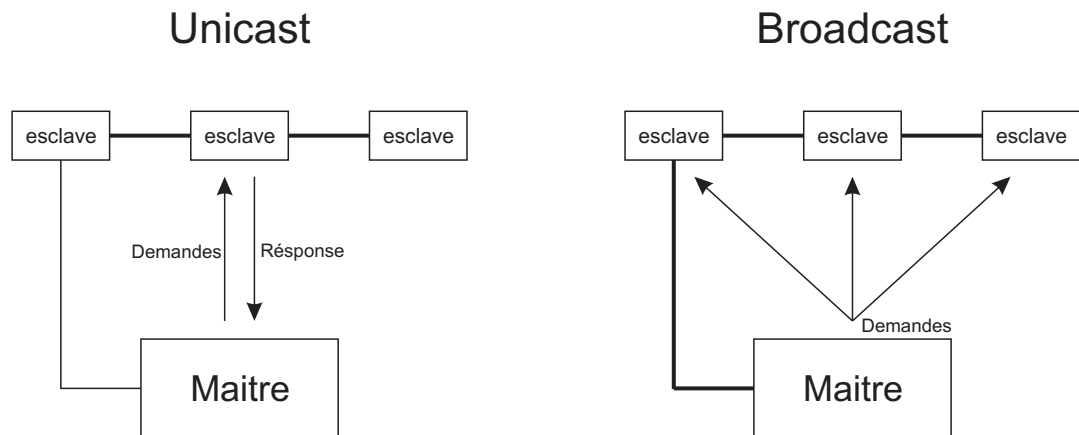 Unicast
esclave
esclave
esclave
Demandes
Résponse
Maitre
Broadcast
esclave
esclave
esclave
Demandes
Maitre